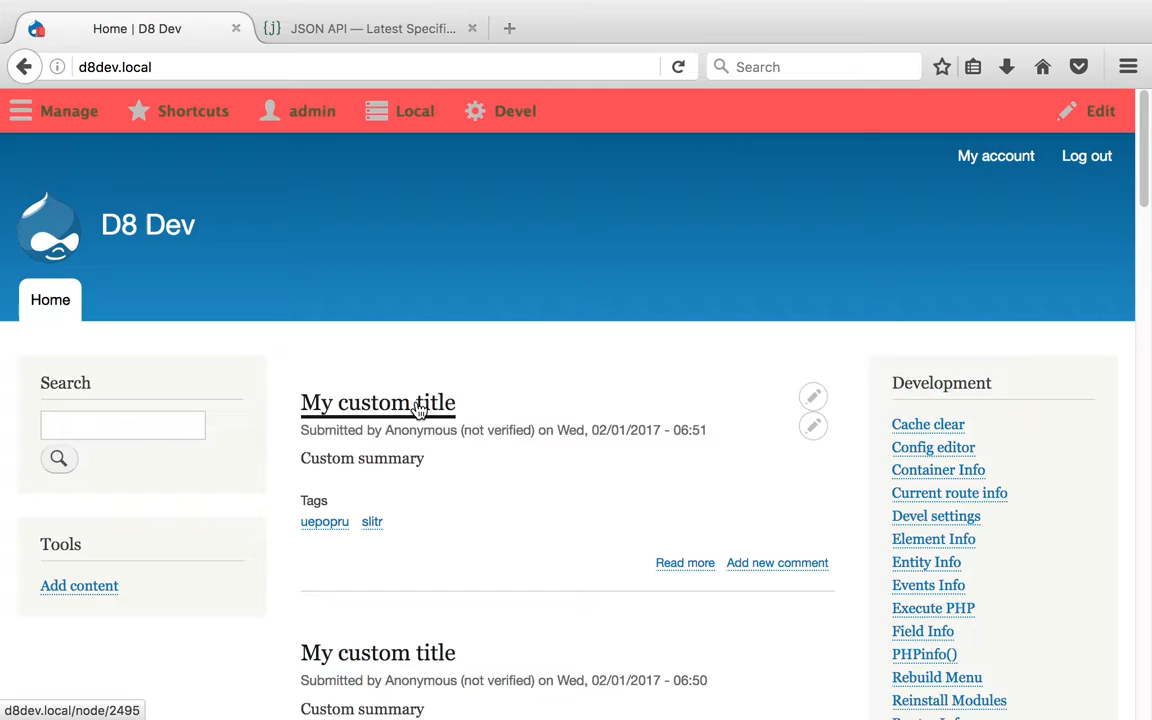 Home | D8 Dev
{j} JSON API — Latest Specifi...
d8dev.local
Search
Manage
Shortcuts
admin
Local
Devel
Edit
My account
Log out
D8 Dev
Home
Search
Tools
Add content
My custom title
Submitted by Anonymous (not verified) on Wed, 02/01/2017 - 06:51
Custom summary
Tags
uepopru slitr
Read more Add new comment
My custom title
Submitted by Anonymous (not verified) on Wed, 02/01/2017 - 06:50
Custom summary
Development
Cache clear
Config editor
Container Info
Current route info
Devel settings
Element Info
Entity Info
Events Info
Execute PHP
Field Info
PHPinfo()
Rebuild Menu
Reinstall Modules
d8dev.local/node/2495